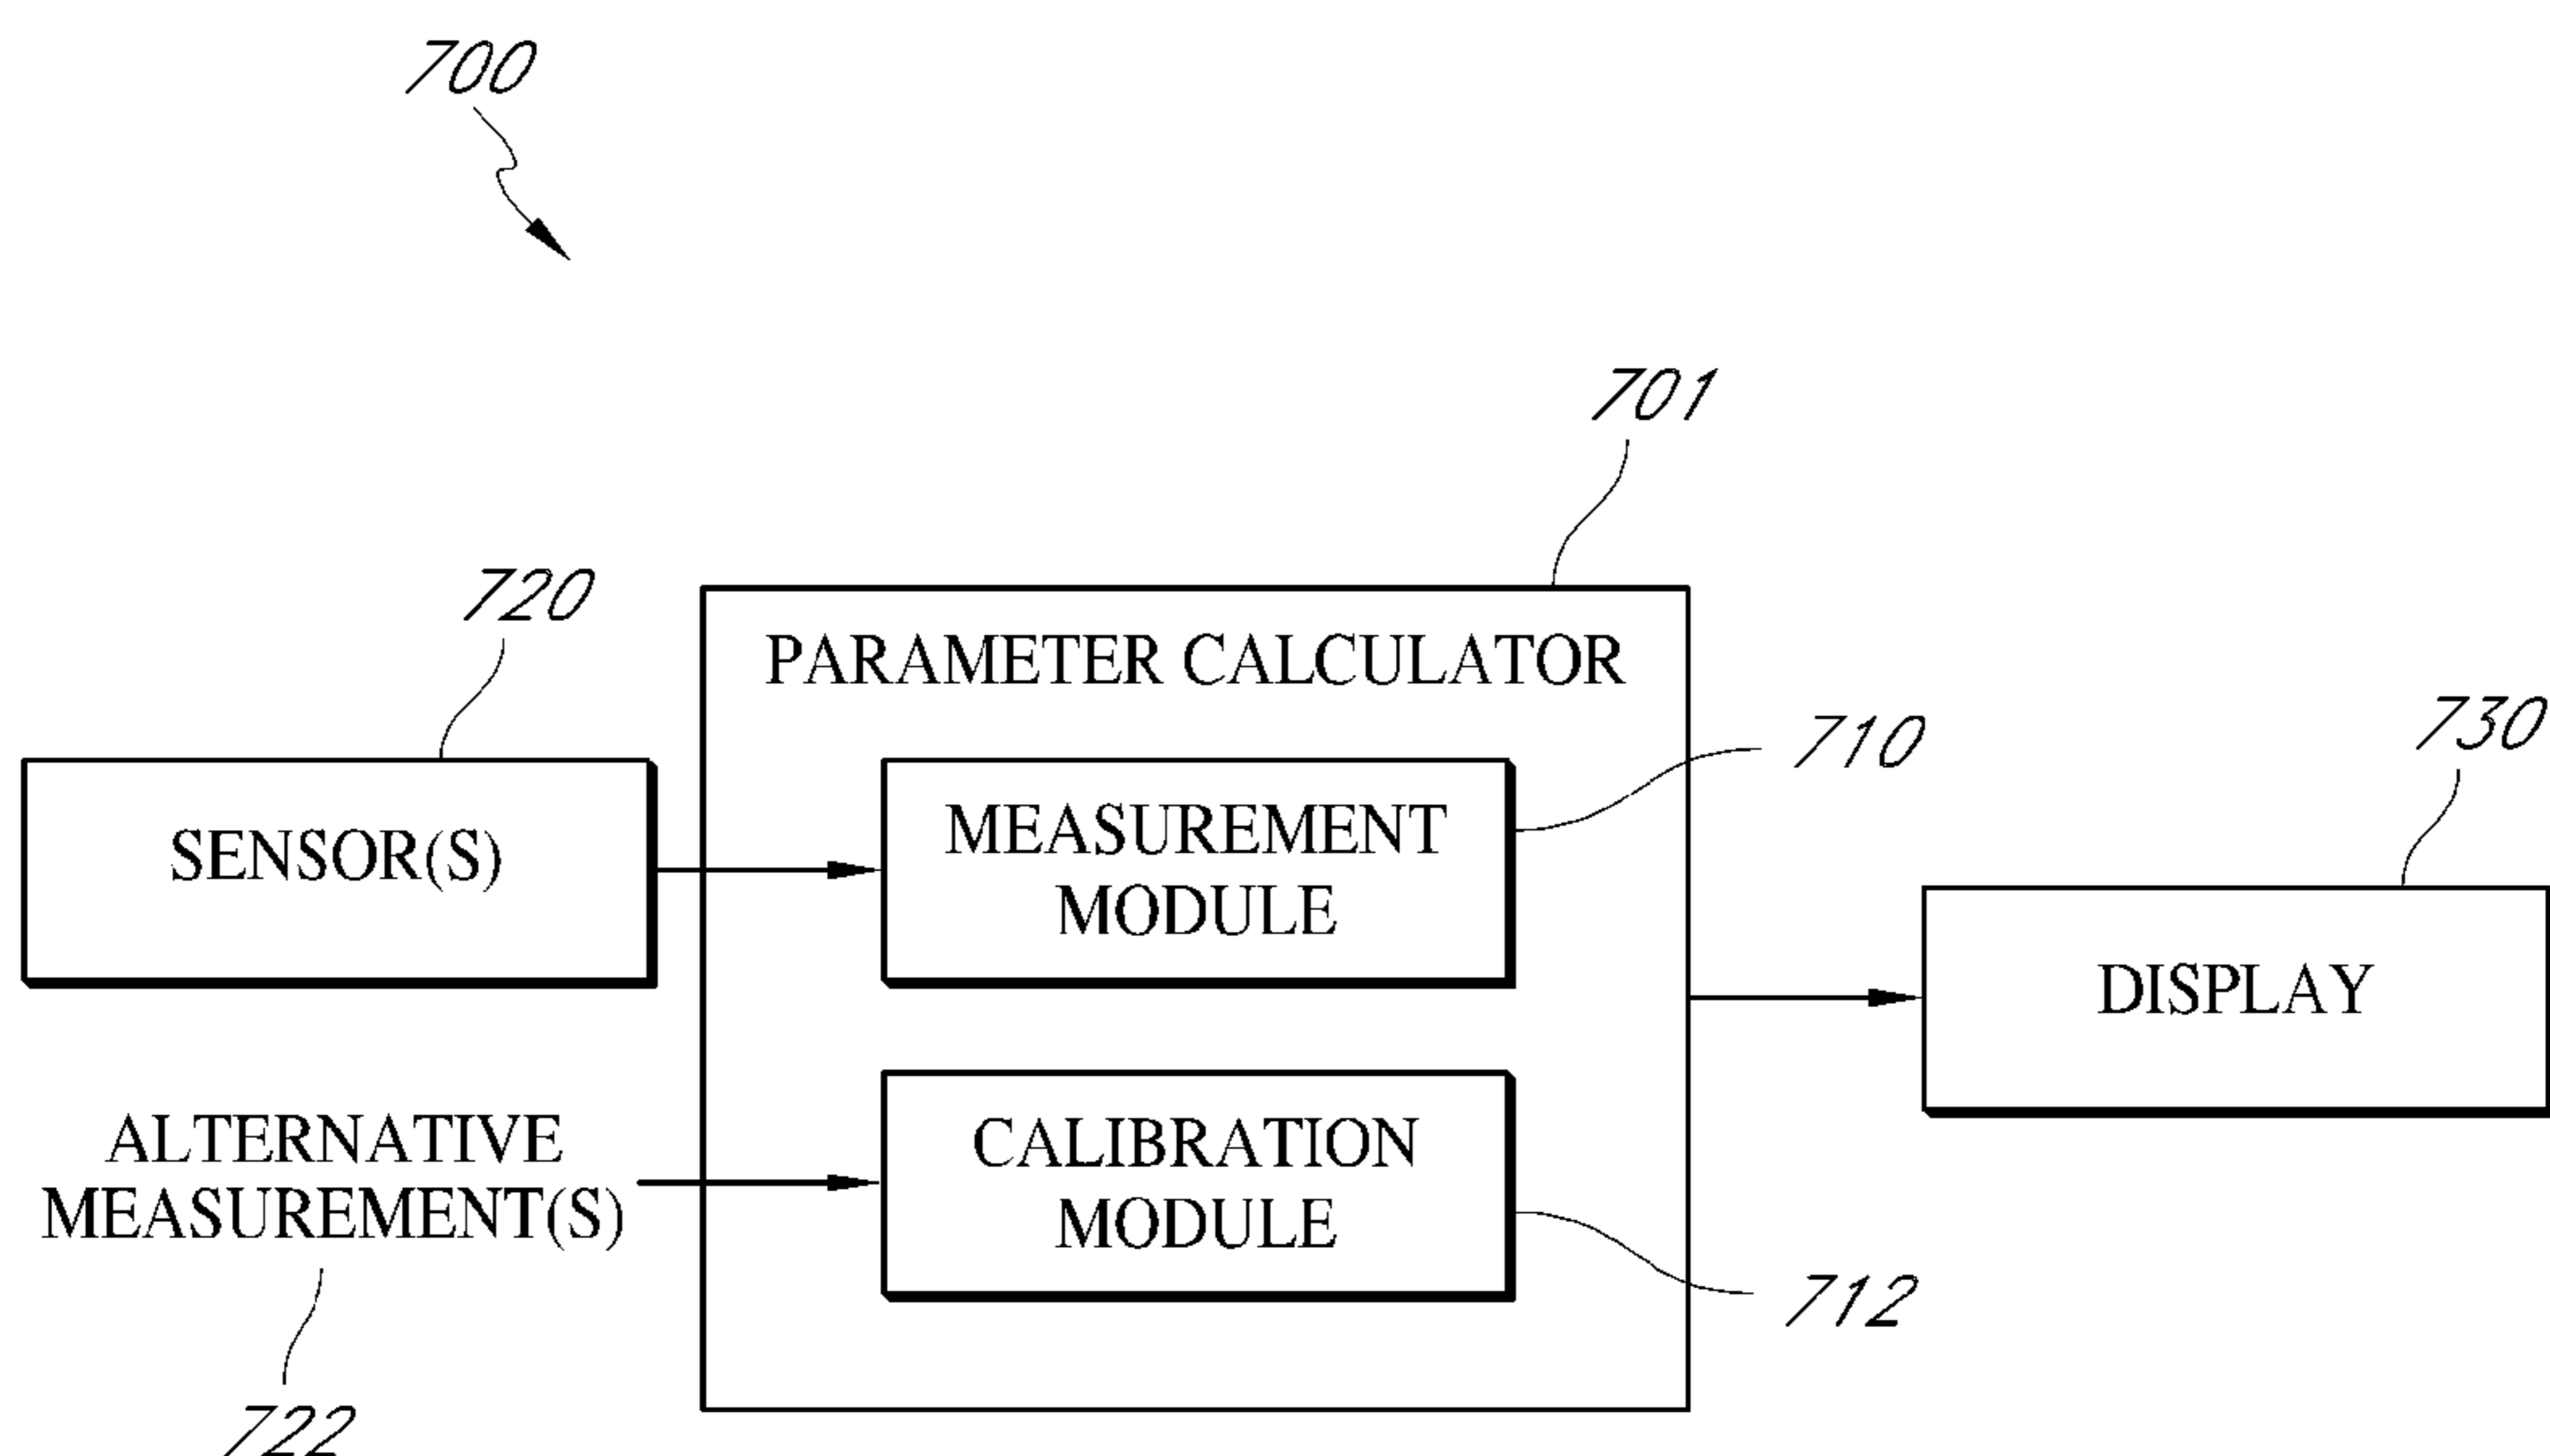 700
701
720
PARAMETER CALCULATOR
710
730
SENSOR(S)
MEASUREMENT
MODULE
DISPLAY
ALTERNATIVE
MEASUREMENT(S)
CALIBRATION
MODULE
712
722